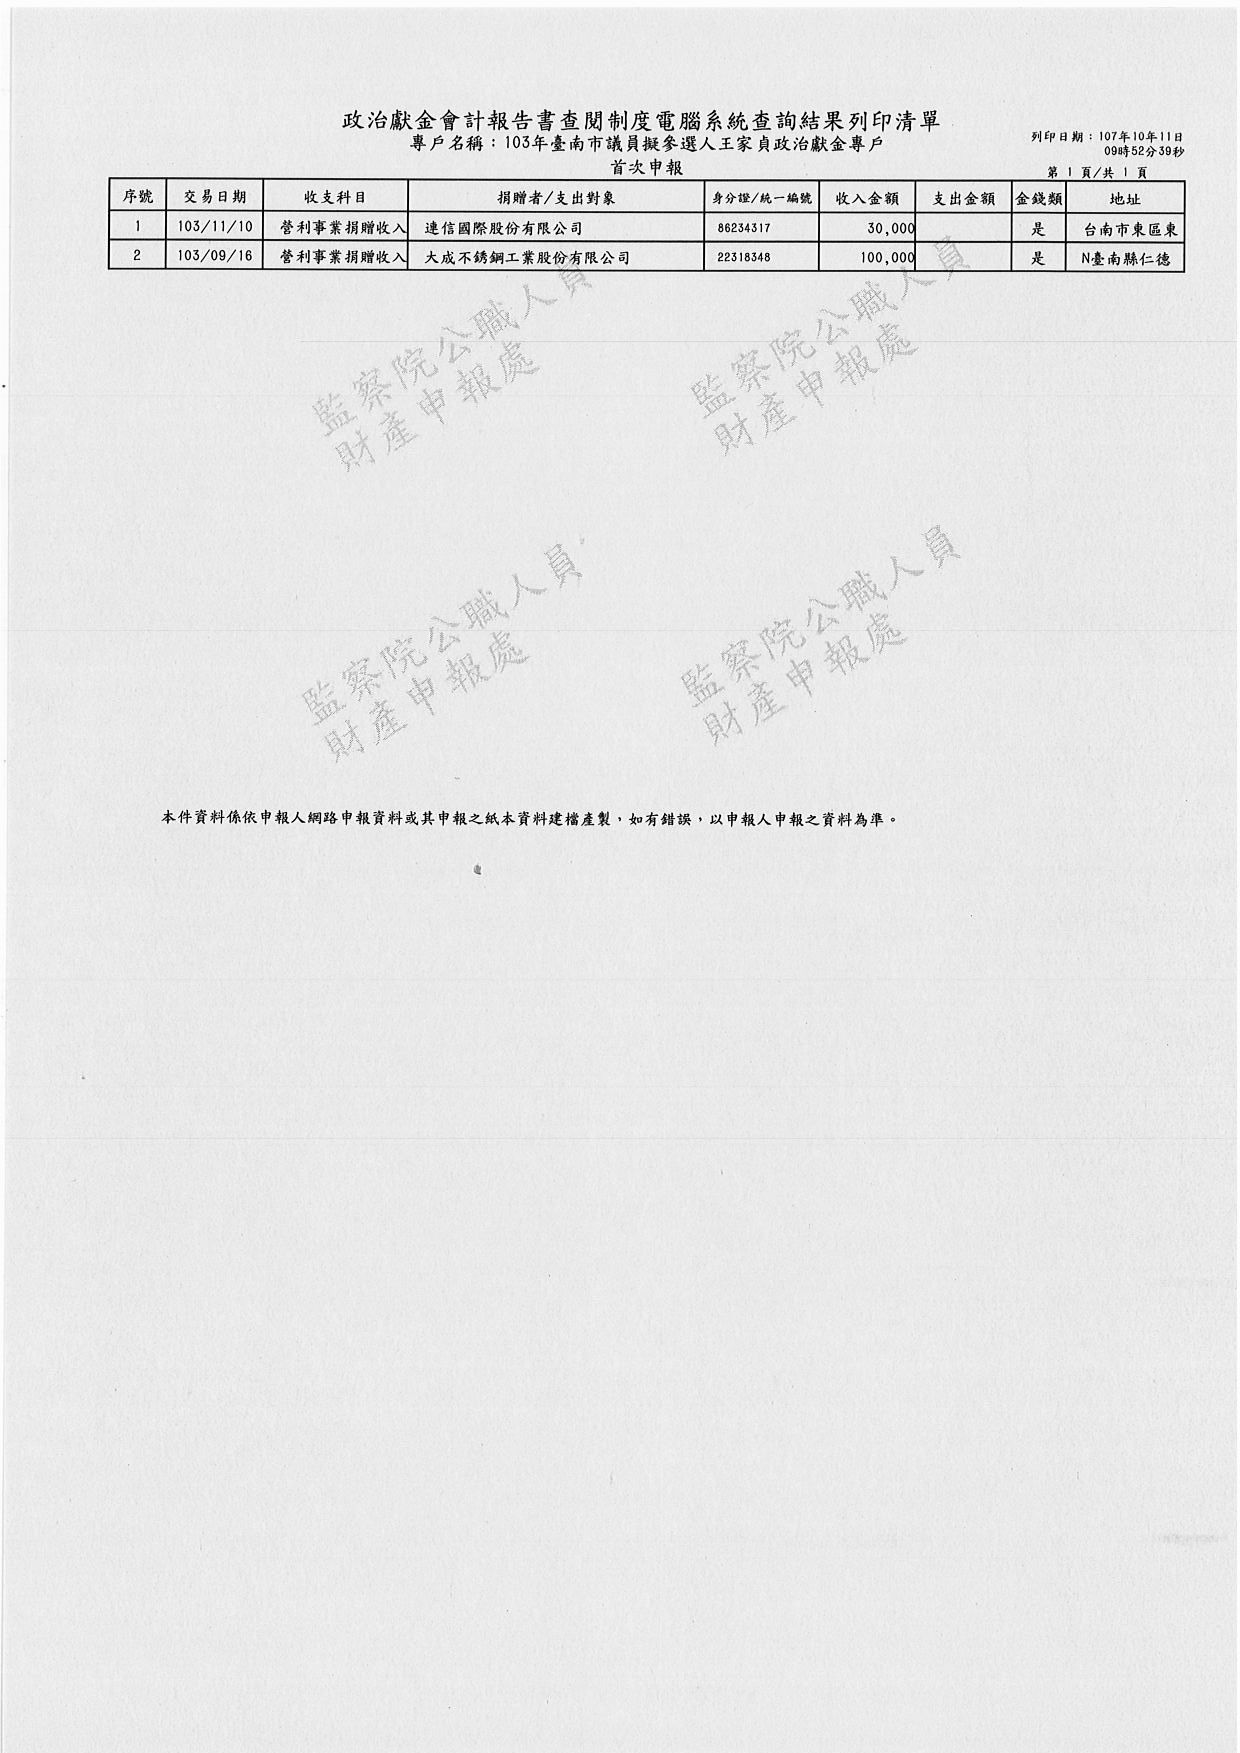 政治獻金會計報告書查閱制度電腦系統查詢結果列印清單
專戶名稱：103年臺南市議員擬參選人王家貞政治獻金專戶
列印日期：107年10年11日
09時52分39秒
首次申報
第 1 頁/共 1 頁
序號 交易日期 收支科目 捐贈者/支出對象 身分證/統一編號 收入金額 支出金額 金錢類 地址
1 103/11/10 營利事業捐贈收入 連信國際股份有限公司 86234317 30,000 是 台南市東區東
2 103/09/16 營利事業捐贈收入 大成不銹鋼工業股份有限公司 22318348 100,000 是 N臺南縣仁德
監察院公職人員
財產申報處
監察院公職人員
財產申報處
監察院公職人員
財產申報處
監察院公職人員
財產申報處
本件資料係依申報人網路申報資料或其申報之紙本資料建檔產製，如有錯誤，以申報人申報之資料為準。